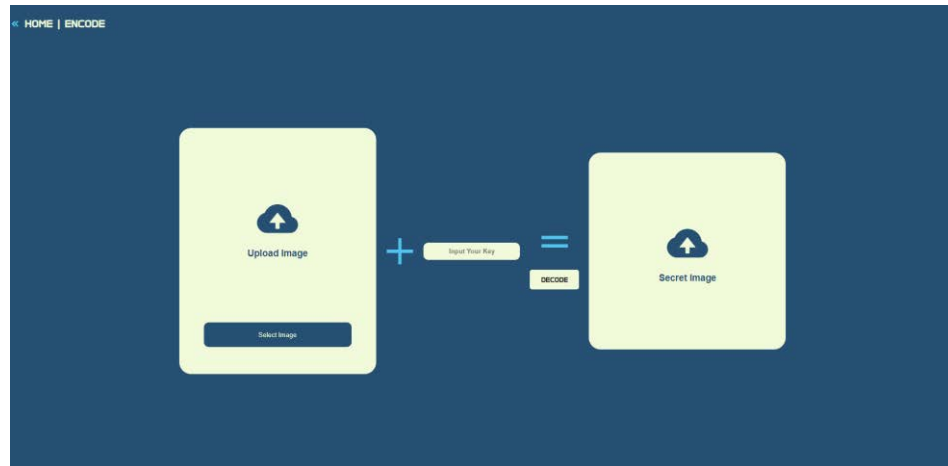 « HOME | ENCODE
Upload Image
Select Image
Input Your Key
DECODE
Secret Image